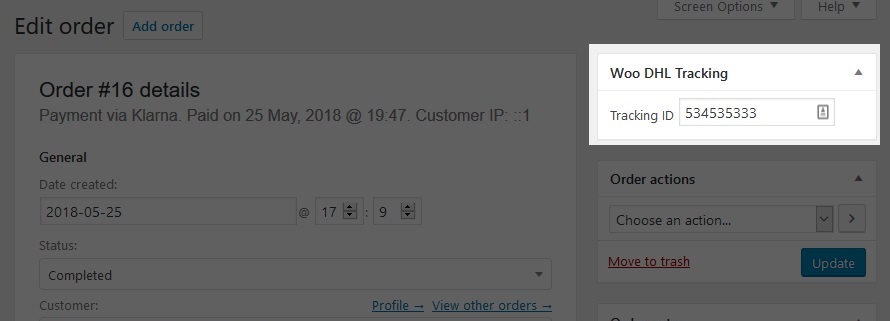 Screen Options ▼ Help ▼
Edit order Add order
Order #16 details
Payment via Klarna. Paid on 25 May, 2018 @ 19:47. Customer IP: ::1
General
Date created:
2018-05-25 @ 17 : 9
Status:
Completed
Customer: Profile → View other orders →
Woo DHL Tracking
Tracking ID 534535333
Order actions
Choose an action...
Move to trash Update